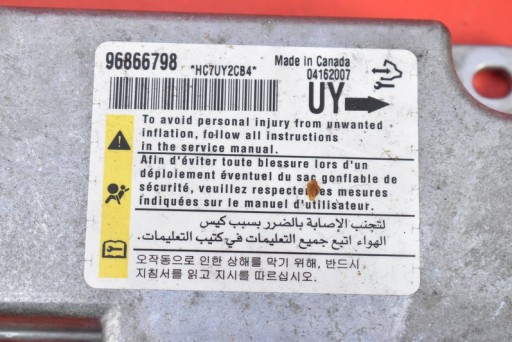 96866798 *HC7UY2CB4* Made in Canada
04162007
UY
To avoid personal injury from unwanted
inflation, follow all instructions
in the service manual.
Afin d'éviter toute blessure lors d'un
déploiement éventuel du sac gonflable de
sécurité, veuillez respecter les mesures
indiquées sur le manuel d'utilisateur.
لتجنب الإصابة بالضرر بسبب كيس
الهواء اتبع جميع التعليمات في كتيب التعليمات.
오작동으로 인한 상해를 막기 위해, 반드시
지침서를 읽고 지시를 따르십시오.